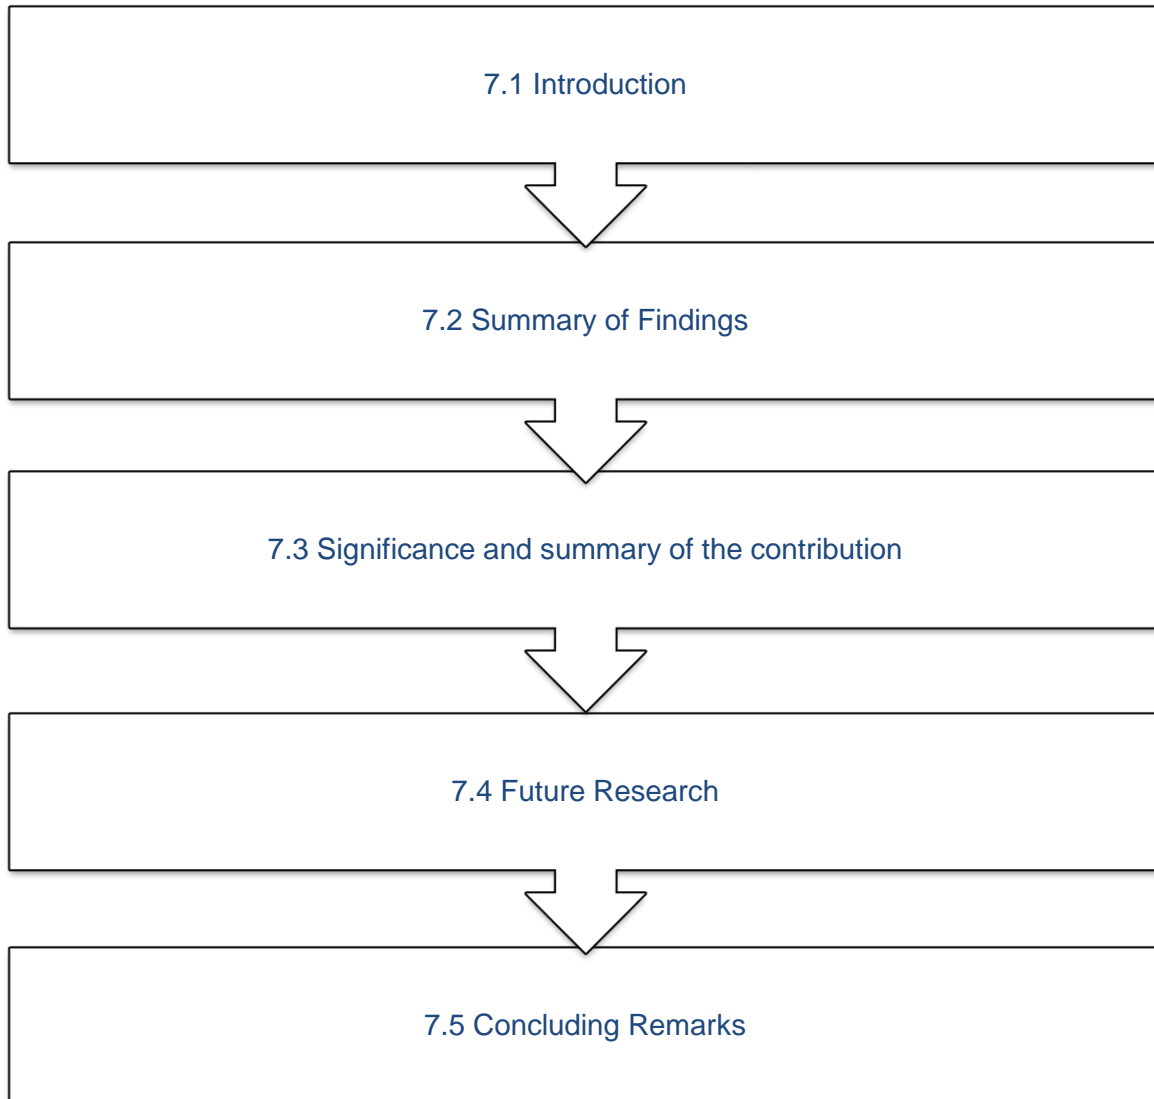 7.1 Introduction
7.2 Summary of Findings
7.3 Significance and summary of the contribution
7.4 Future Research
7.5 Concluding Remarks